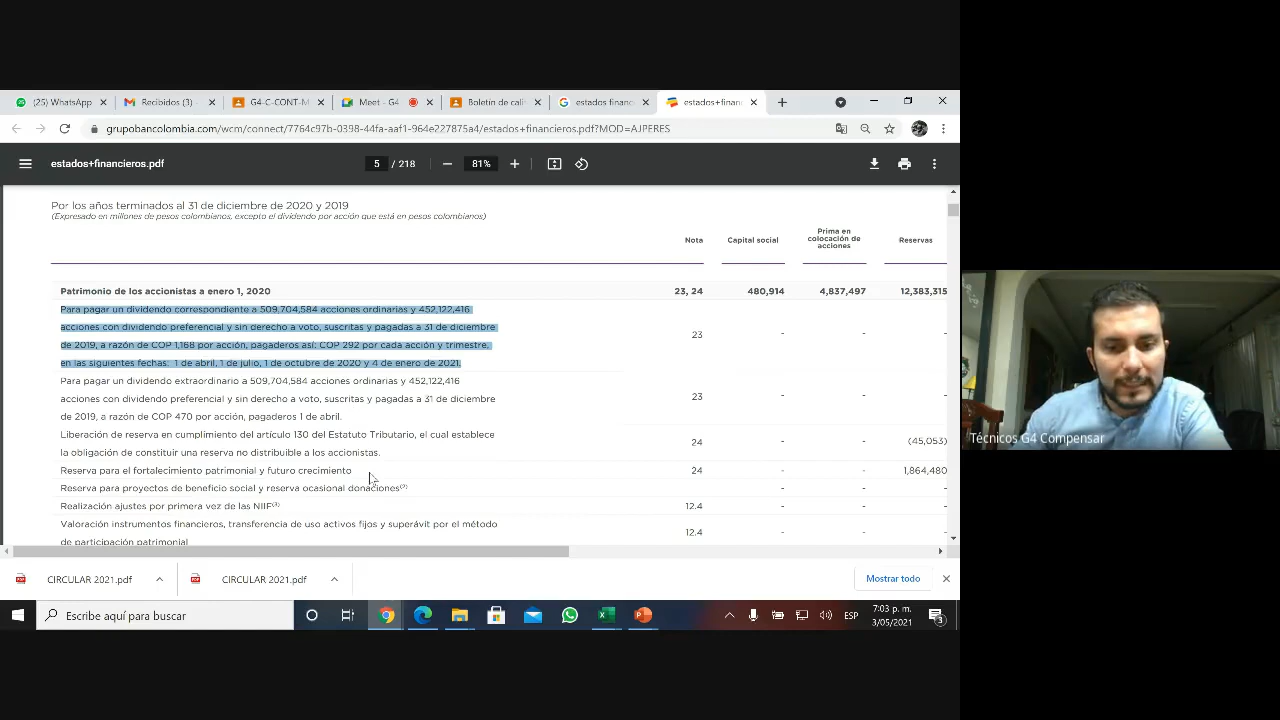 (25) WhatsApp
Recibidos (3) -
G4-C-CONT-M
Meet - G4
Boletín de cali
estados financ
estados+finan
grupobancolombia.com/wcm/connect/7764c97b-0398-44fa-aaf1-964e227875a4/estados+financieros.pdf?MOD=AJPERES
estados+financieros.pdf
5 / 218
81%
Por los años terminados al 31 de diciembre de 2020 y 2019
(Expresado en millones de pesos colombianos, excepto el dividendo por acción que está en pesos colombianos)
Nota
Capital social
Prima en
colocación de
acciones
Reservas
Patrimonio de los accionistas a enero 1, 2020 23, 24 480,914 4,837,497 12,383,315
Para pagar un dividendo correspondiente a 509,704,584 acciones ordinarias y 452,122,416
acciones con dividendo preferencial y sin derecho a voto, suscritas y pagadas a 31 de diciembre
de 2019, a razón de COP 1,168 por acción, pagaderos así: COP 292 por cada acción y trimestre,
en las siguientes fechas: 1 de abril, 1 de julio, 1 de octubre de 2020 y 4 de enero de 2021.
23 - - -
Para pagar un dividendo extraordinario a 509,704,584 acciones ordinarias y 452,122,416
acciones con dividendo preferencial y sin derecho a voto, suscritas y pagadas a 31 de diciembre
de 2019, a razón de COP 470 por acción, pagaderos 1 de abril.
23 - - -
Liberación de reserva en cumplimiento del artículo 130 del Estatuto Tributario, el cual establece
la obligación de constituir una reserva no distribuible a los accionistas.
24 - - (45,053)
Reserva para el fortalecimiento patrimonial y futuro crecimiento 24 - - 1,864,480
Reserva para proyectos de beneficio social y reserva ocasional donaciones(2) - - -
Realización ajustes por primera vez de las NIIF(3) 12.4 - - -
Valoración instrumentos financieros, transferencia de uso activos fijos y superávit por el método
de participación patrimonial
12.4 - - -
Técnicos G4 Compensar
CIRCULAR 2021.pdf
CIRCULAR 2021.pdf
Mostrar todo
Escribe aquí para buscar
ESP
7:03 p. m.
3/05/2021
3